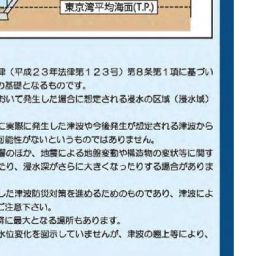 東京湾平均海面(T.P.)
律（平成２３年法律第１２３号）第８条第１項に基づい
の基礎となるものです。
おいて発生した場合に想定される浸水の区域（浸水域）
に実際に発生した津波や今後発生が想定される津波から
可能性がないというものではありません。
響のほか、地震による地盤変動や構造物の変状等に関す
たり、浸水深がさらに大きくなったりする場合がありま
した津波防災対策を進めるためのものであり、津波によ
ご注意下さい。
降に最大となる場所もあります。
水位変化を図示していませんが、津波の遡上等により、